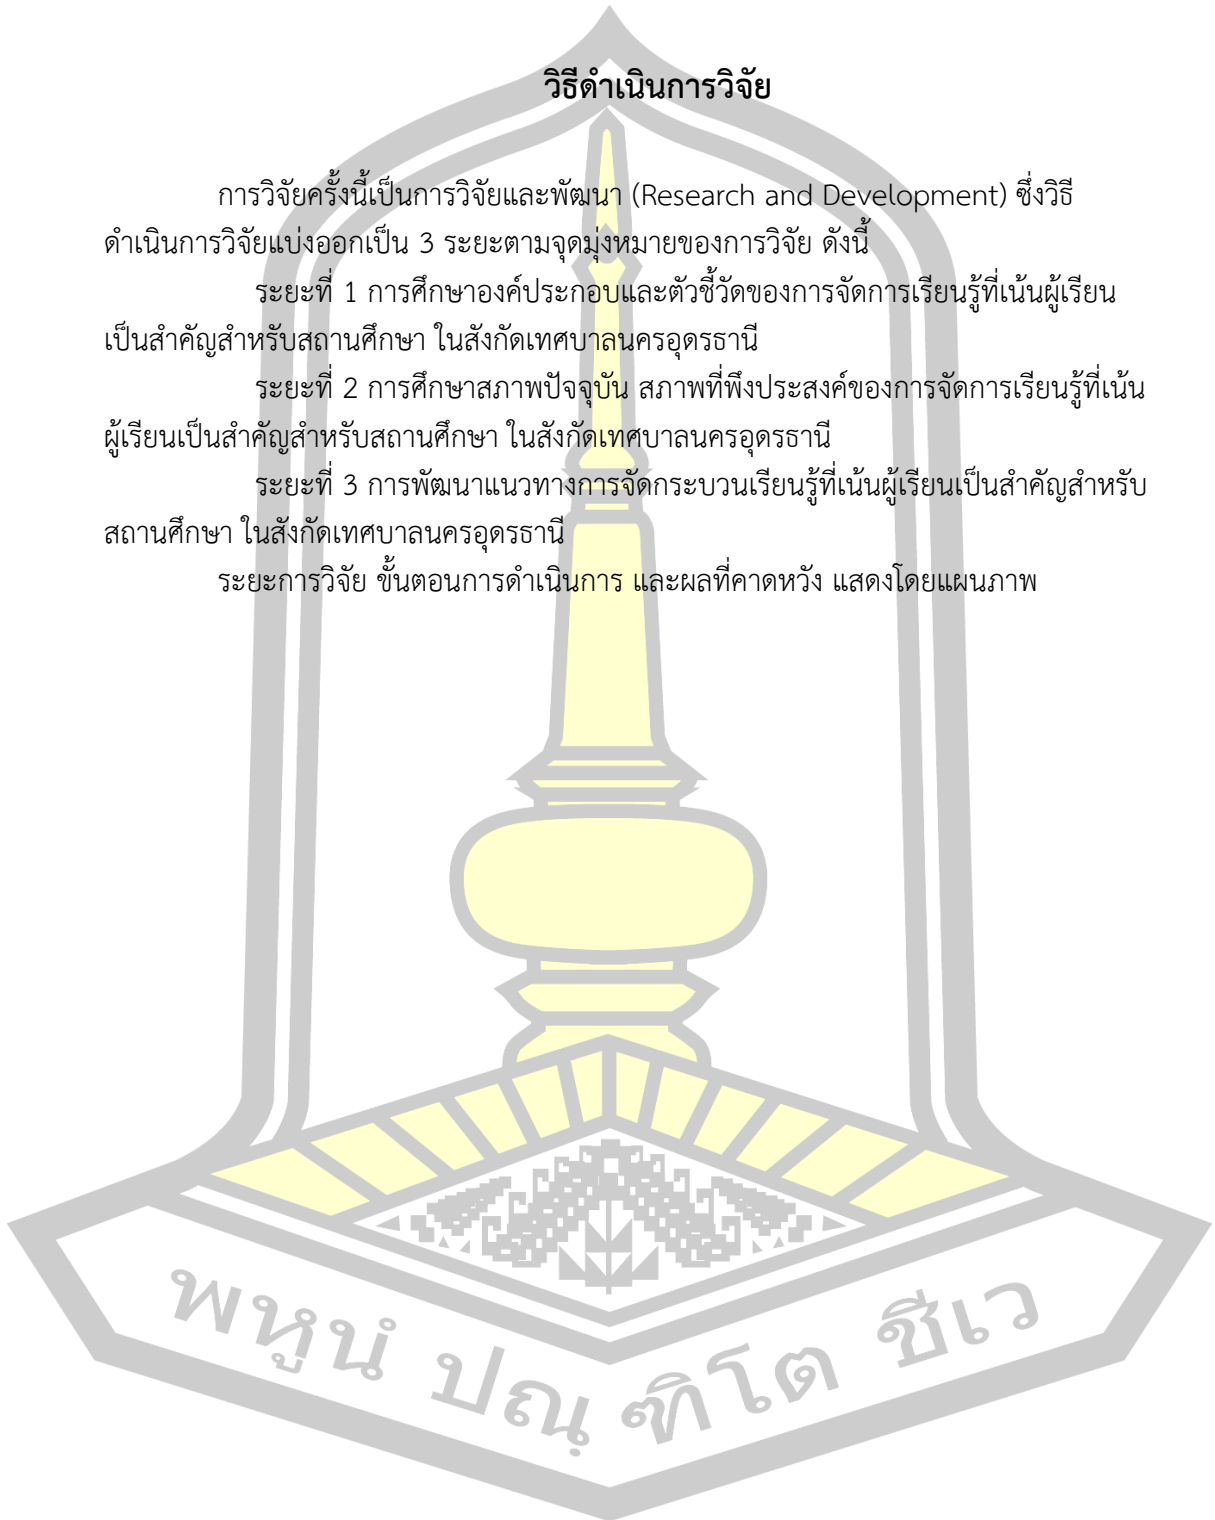 วิธีดำเนินการวิจัย
การวิจัยครั้งนี้เป็นการวิจัยและพัฒนา (Research and Development) ซึ่งวิธี
ดำเนินการวิจัยแบ่งออกเป็น 3 ระยะตามจุดมุ่งหมายของการวิจัย ดังนี้
ระยะที่ 1 การศึกษาองค์ประกอบและตัวชี้วัดของการจัดการเรียนรู้ที่เน้นผู้เรียน
เป็นสำคัญสำหรับสถานศึกษา ในสังกัดเทศบาลนครอุดรธานี
ระยะที่ 2 การศึกษาสภาพปัจจุบัน สภาพที่พึงประสงค์ของการจัดการเรียนรู้ที่เน้น
ผู้เรียนเป็นสำคัญสำหรับสถานศึกษา ในสังกัดเทศบาลนครอุดรธานี
ระยะที่ 3 การพัฒนาแนวทางการจัดกระบวนเรียนรู้ที่เน้นผู้เรียนเป็นสำคัญสำหรับ
สถานศึกษา ในสังกัดเทศบาลนครอุดรธานี
ระยะการวิจัย ขั้นตอนการดำเนินการ และผลที่คาดหวัง แสดงโดยแผนภาพ
พหูนํ ปณฺ ฑิโต ชีเว